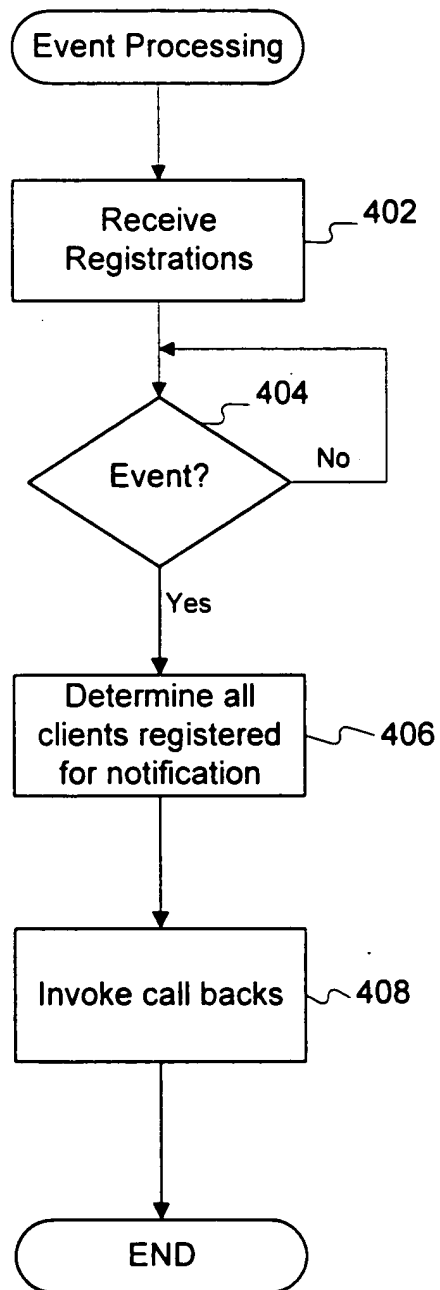 Event Processing
Receive
Registrations
402
404
Event?
No
Yes
Determine all
clients registered
for notification
406
Invoke call backs
408
END